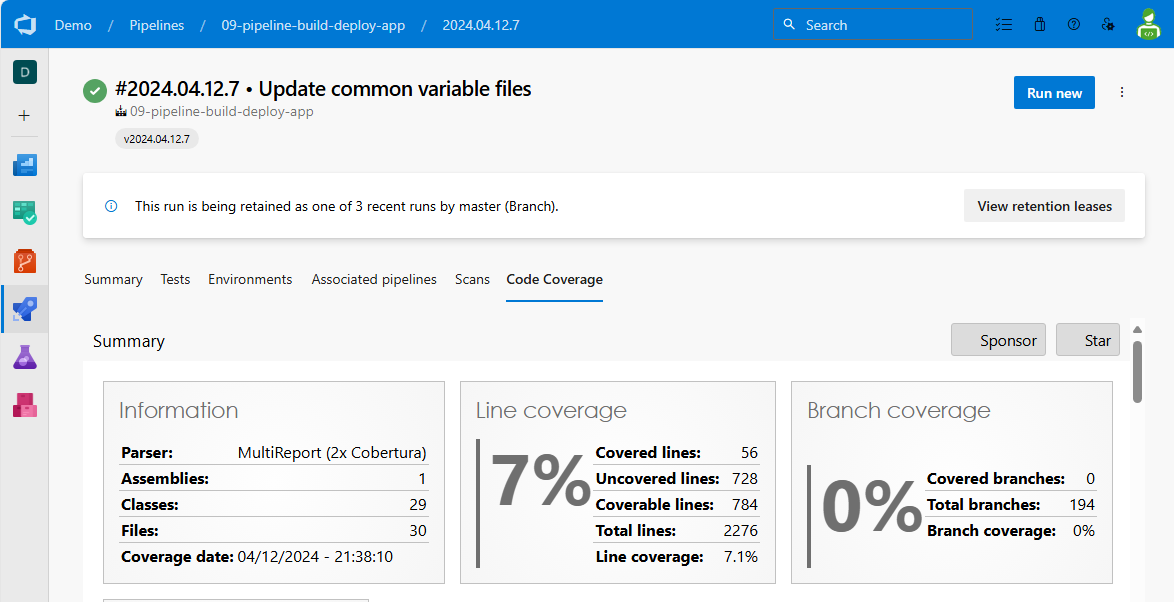 Demo / Pipelines / 09-pipeline-build-deploy-app / 2024.04.12.7
Search
D
#2024.04.12.7 • Update common variable files
09-pipeline-build-deploy-app
v2024.04.12.7
Run new
This run is being retained as one of 3 recent runs by master (Branch).
View retention leases
Summary Tests Environments Associated pipelines Scans Code Coverage
Summary
Sponsor
Star
Information
Parser: MultiReport (2x Cobertura)
Assemblies: 1
Classes: 29
Files: 30
Coverage date: 04/12/2024 - 21:38:10
Line coverage
7%
Covered lines: 56
Uncovered lines: 728
Coverable lines: 784
Total lines: 2276
Line coverage: 7.1%
Branch coverage
0%
Covered branches: 0
Total branches: 194
Branch coverage: 0%